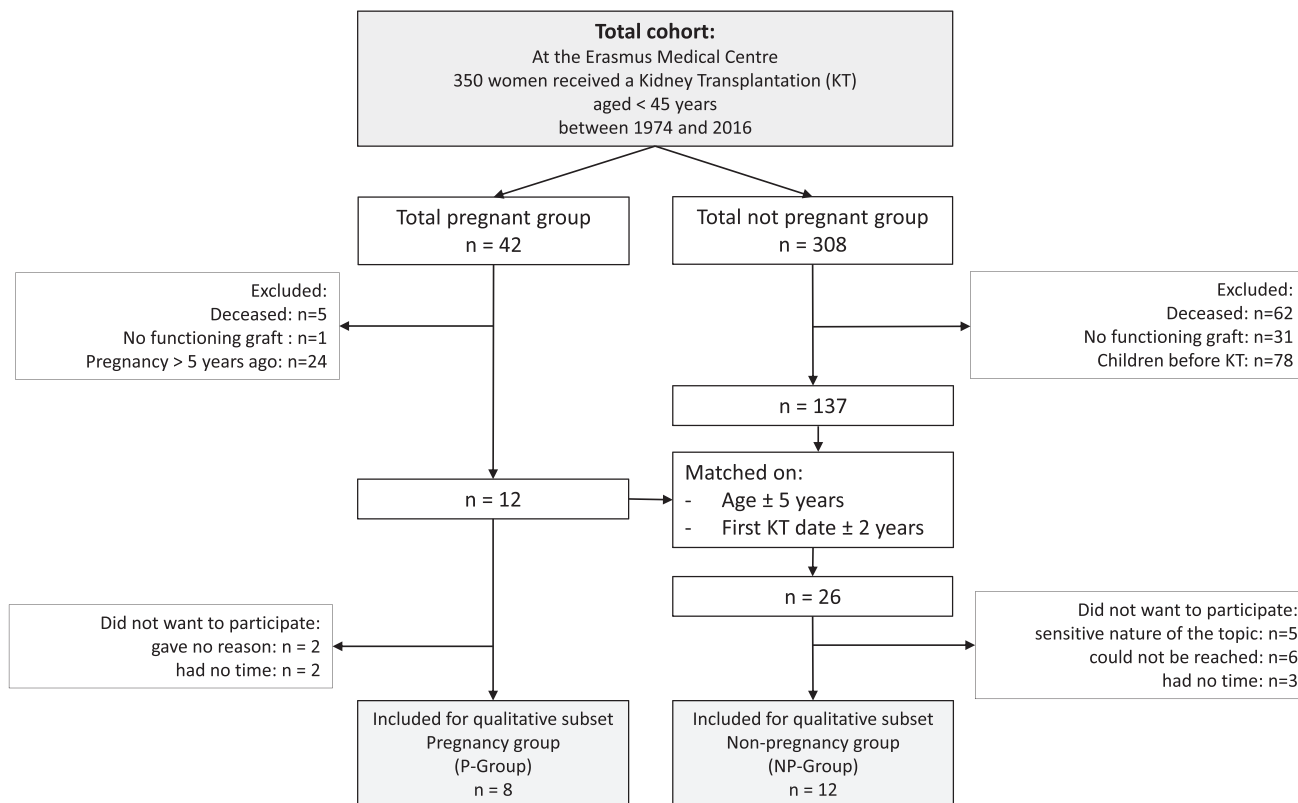 Total cohort:
At the Erasmus Medical Centre
350 women received a Kidney Transplantation (KT)
aged < 45 years
between 1974 and 2016
Total pregnant group
n = 42
Total not pregnant group
n = 308
Excluded:
Deceased: n=5
No functioning graft : n=1
Pregnancy > 5 years ago: n=24
Excluded:
Deceased: n=62
No functioning graft: n=31
Children before KT: n=78
n = 137
n = 12
Matched on:
- Age ± 5 years
- First KT date ± 2 years
n = 26
Did not want to participate:
gave no reason: n = 2
had no time: n = 2
Did not want to participate:
sensitive nature of the topic: n=5
could not be reached: n=6
had no time: n=3
Included for qualitative subset
Pregnancy group
(P-Group)
n = 8
Included for qualitative subset
Non-pregnancy group
(NP-Group)
n = 12